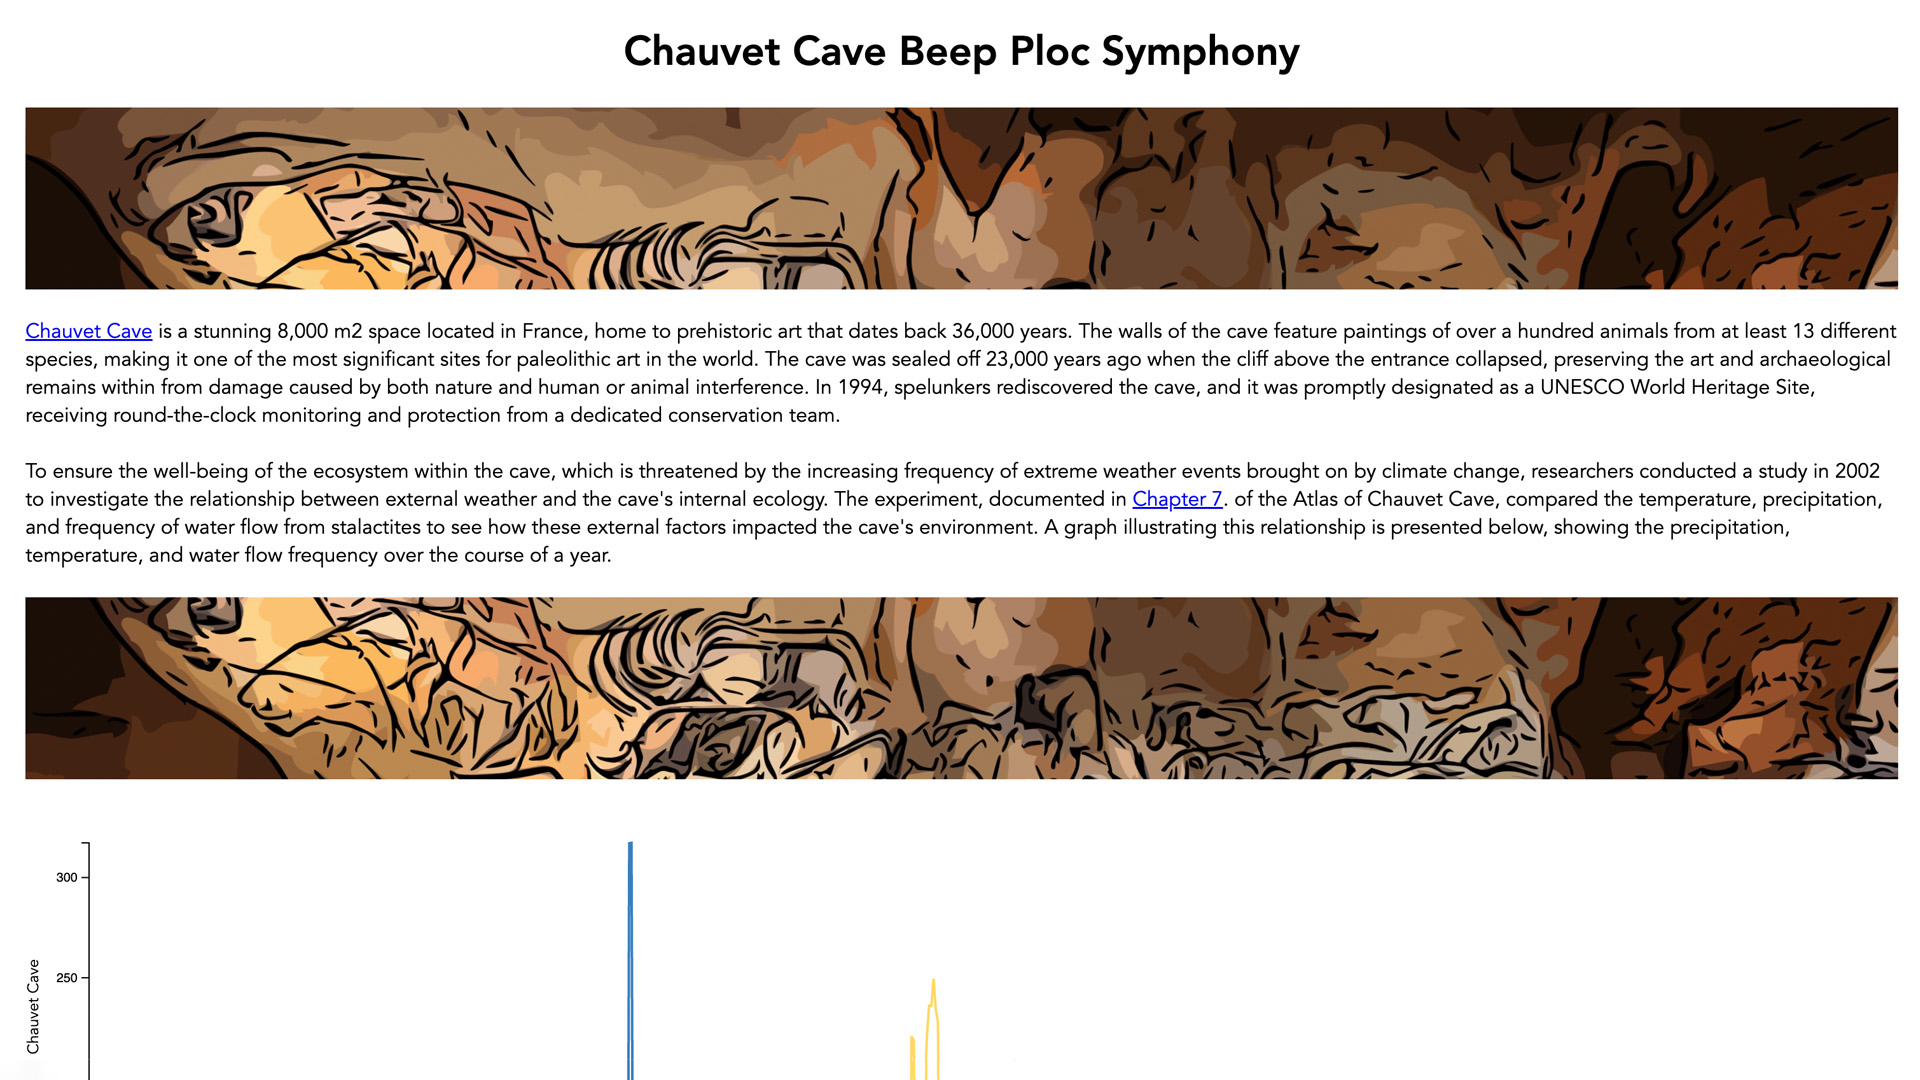 Chauvet Cave Beep Ploc Symphony
Chauvet Cave is a stunning 8,000 m2 space located in France, home to prehistoric art that dates back 36,000 years. The walls of the cave feature paintings of over a hundred animals from at least 13 different
species, making it one of the most significant sites for paleolithic art in the world. The cave was sealed off 23,000 years ago when the cliff above the entrance collapsed, preserving the art and archaeological
remains within from damage caused by both nature and human or animal interference. In 1994, spelunkers rediscovered the cave, and it was promptly designated as a UNESCO World Heritage Site,
receiving round-the-clock monitoring and protection from a dedicated conservation team.
To ensure the well-being of the ecosystem within the cave, which is threatened by the increasing frequency of extreme weather events brought on by climate change, researchers conducted a study in 2002
to investigate the relationship between external weather and the cave's internal ecology. The experiment, documented in Chapter 7. of the Atlas of Chauvet Cave, compared the temperature, precipitation,
and frequency of water flow from stalactites to see how these external factors impacted the cave's environment. A graph illustrating this relationship is presented below, showing the precipitation,
temperature, and water flow frequency over the course of a year.
300
250
Chauvet Cave